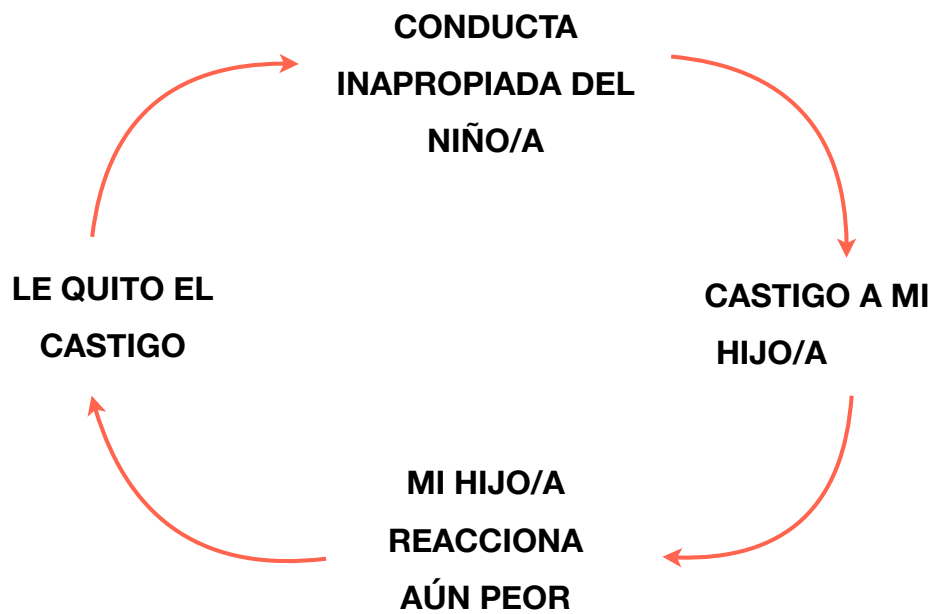 CONDUCTA
INAPROPIADA DEL
NIÑO/A
CASTIGO A MI
HIJO/A
MI HIJO/A
REACCIONA
AÚN PEOR
LE QUITO EL
CASTIGO